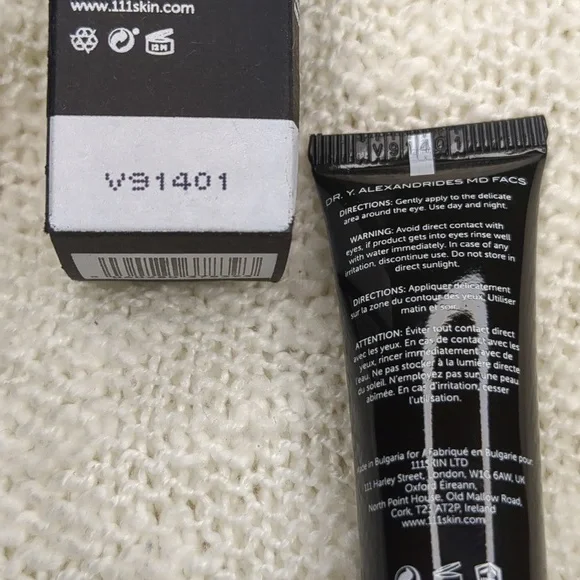 www.111skin.com
12 M
V91401
V91401
DR. Y. ALEXANDRIDES MD FACS
DIRECTIONS: Gently apply to the delicate
area around the eye. Use day and night.
WARNING: Avoid direct contact with
eyes, if product gets into eyes rinse well
with water immediately. In case of any
irritation, discontinue use. Do not store in
direct sunlight.
DIRECTIONS: Appliquer délicatement
sur la zone du contour des yeux. Utiliser
matin et soir.
ATTENTION: Éviter tout contact direct
avec les yeux. En cas de contact avec les
yeux, rincer immédiatement avec de
l'eau. Ne pas stocker à la lumière directe
du soleil. N'employez pas sur une peau
abimée. En cas d'irritation, cesser
l'utilisation.
Made in Bulgaria for / Fabriqué en Bulgarie pour
111SKIN LTD
111 Harley Street, London, W1G 6AW, UK
Oxford Éireann,
North Point House, Old Mallow Road,
Cork, T23 AT2P, Ireland
www.111skin.com